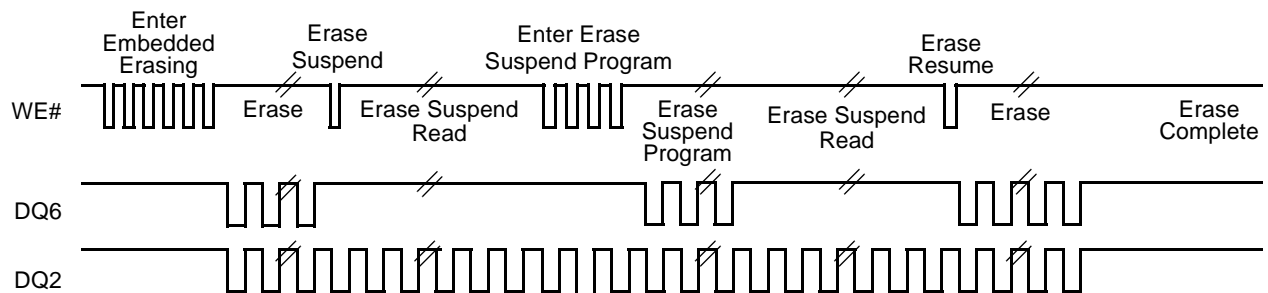 Enter
Embedded
Erasing
Erase
Suspend
Enter Erase
Suspend Program
Erase
Resume
WE#
Erase
Erase Suspend
Read
Erase
Suspend
Program
Erase Suspend
Read
Erase
Erase
Complete
DQ6
DQ2